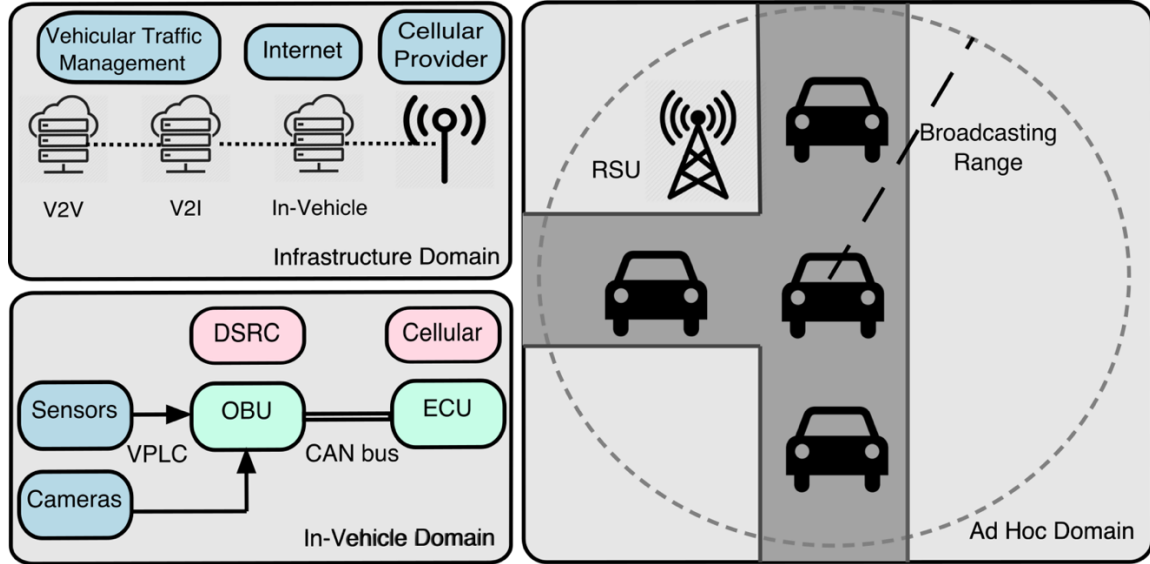 Vehicular Traffic
Management
Internet
Cellular
Provider
V2V
V2I
In-Vehicle
Infrastructure Domain
DSRC
Cellular
Sensors
OBU
ECU
VPLC
CAN bus
Cameras
In-Vehicle Domain
RSU
Broadcasting
Range
Ad Hoc Domain